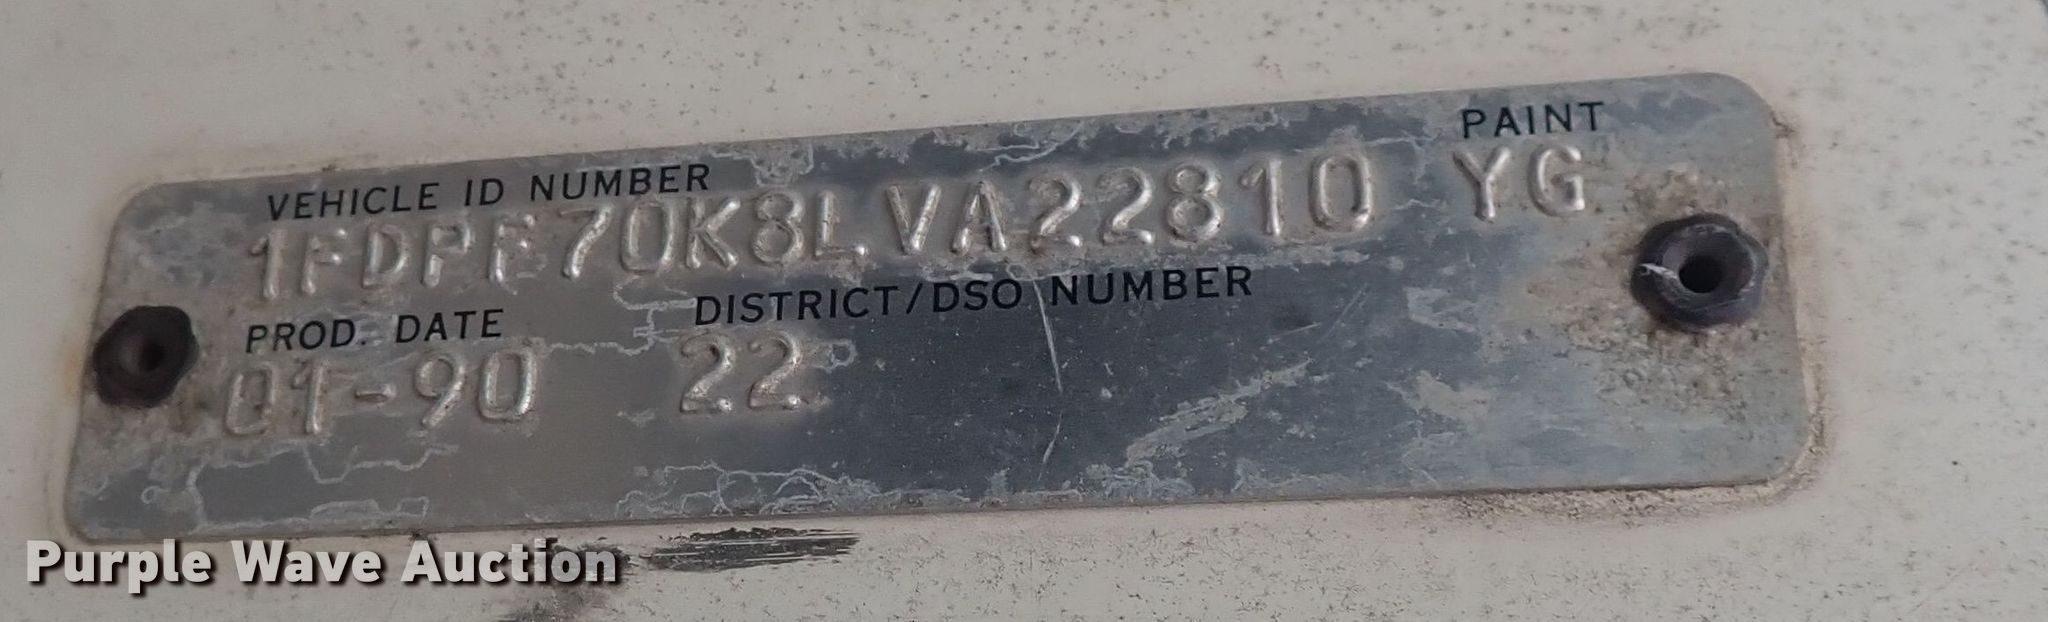 PAINT
VEHICLE ID NUMBER
1FDPF70K8LVA22810 YG
PROD. DATE DISTRICT/DSO NUMBER
01-90 22
Purple Wave Auction